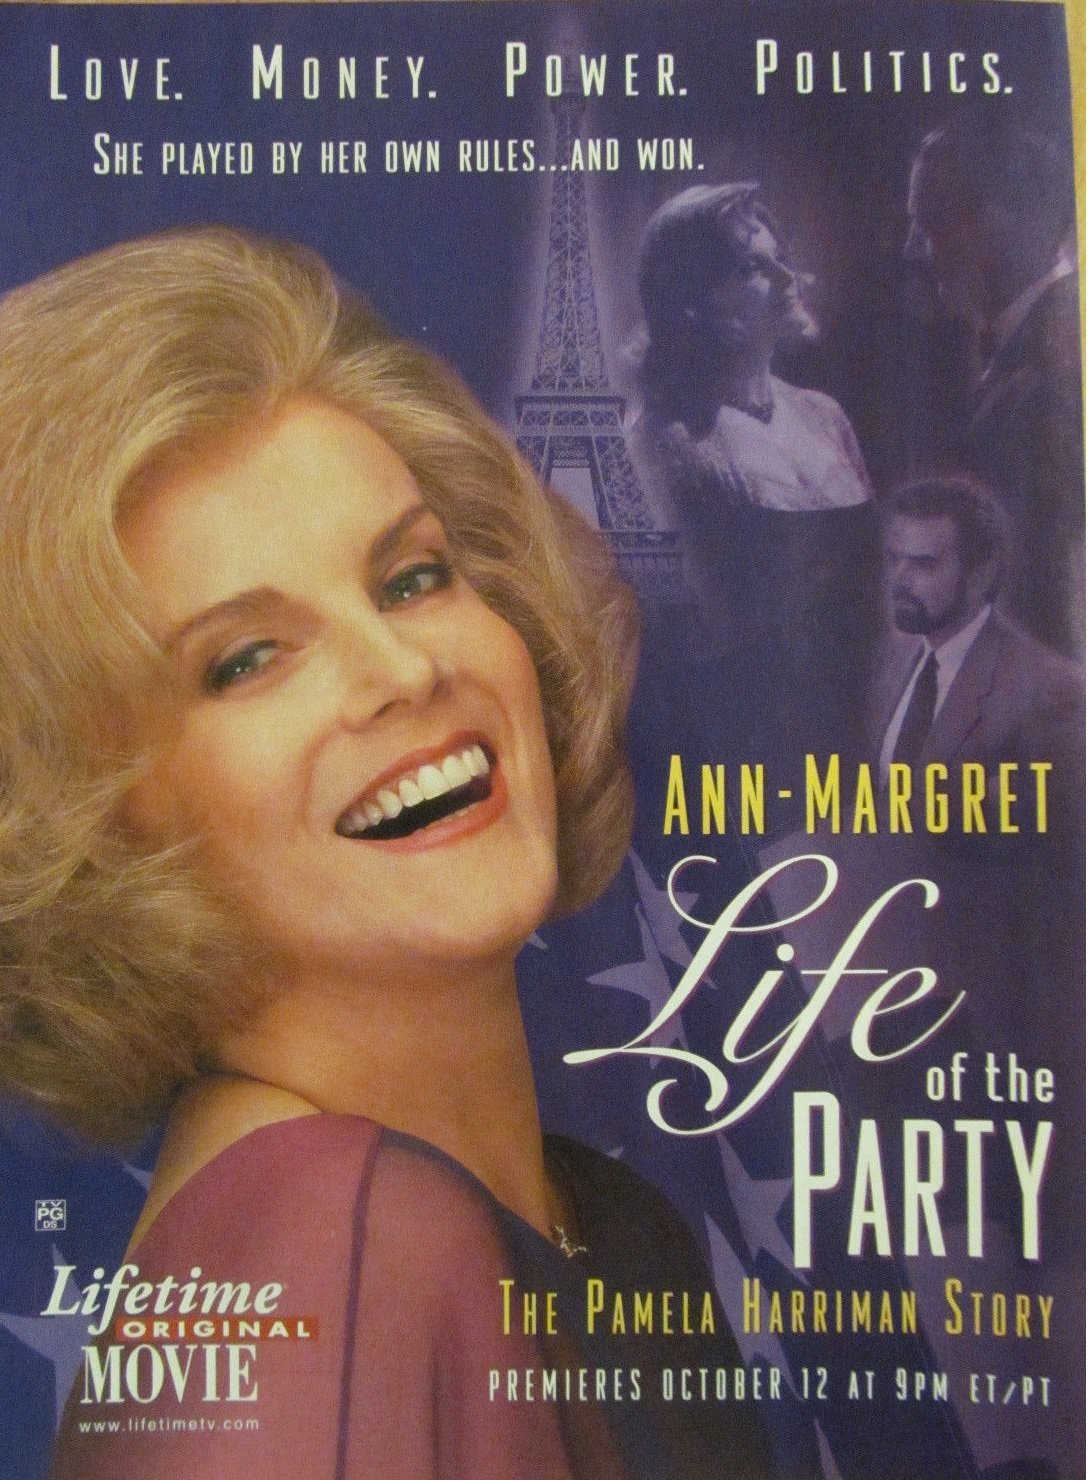 LOVE. MONEY. POWER. POLITICS.
SHE PLAYED BY HER OWN RULES...AND WON.
ANN-MARGRET
Life
of the
PARTY
THE PAMELA HARRIMAN STORY
PREMIERES OCTOBER 12 AT 9PM ET/PT
TV
PG
DS
Lifetime
ORIGINAL
MOVIE
www.lifetimetv.com